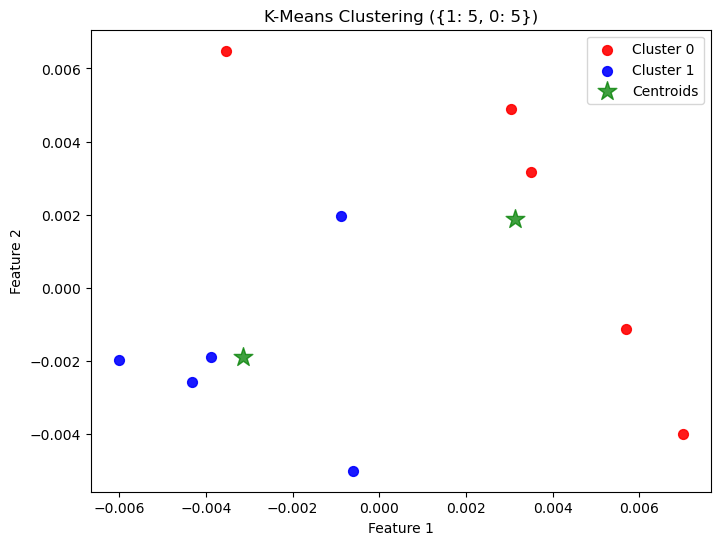 K-Means Clustering ({1: 5, 0: 5})
Cluster 0
Cluster 1
Centroids
0.006
0.004
0.002
0.000
−0.002
−0.004
Feature 2
−0.006
−0.004
−0.002
0.000
0.002
0.004
0.006
Feature 1